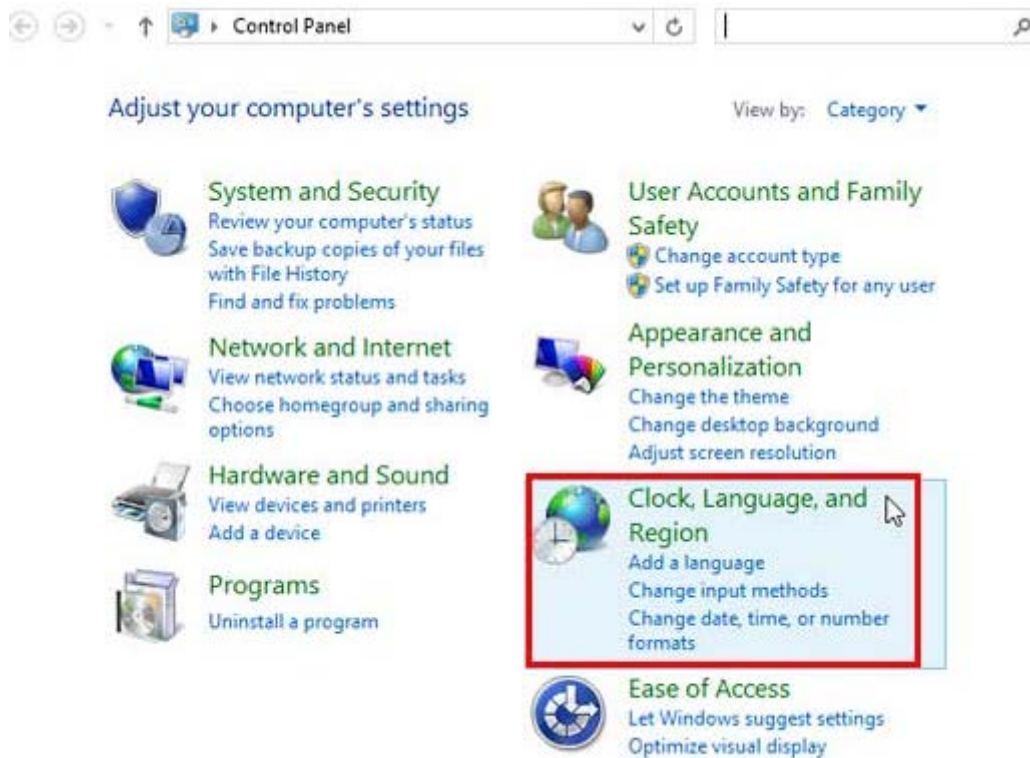 Control Panel
Adjust your computer's settings
View by: Category
System and Security
Review your computer's status
Save backup copies of your files
with File History
Find and fix problems
Network and Internet
View network status and tasks
Choose homegroup and sharing
options
Hardware and Sound
View devices and printers
Add a device
Programs
Uninstall a program
User Accounts and Family
Safety
Change account type
Set up Family Safety for any user
Appearance and
Personalization
Change the theme
Change desktop background
Adjust screen resolution
Clock, Language, and
Region
Add a language
Change input methods
Change date, time, or number
formats
Ease of Access
Let Windows suggest settings
Optimize visual display